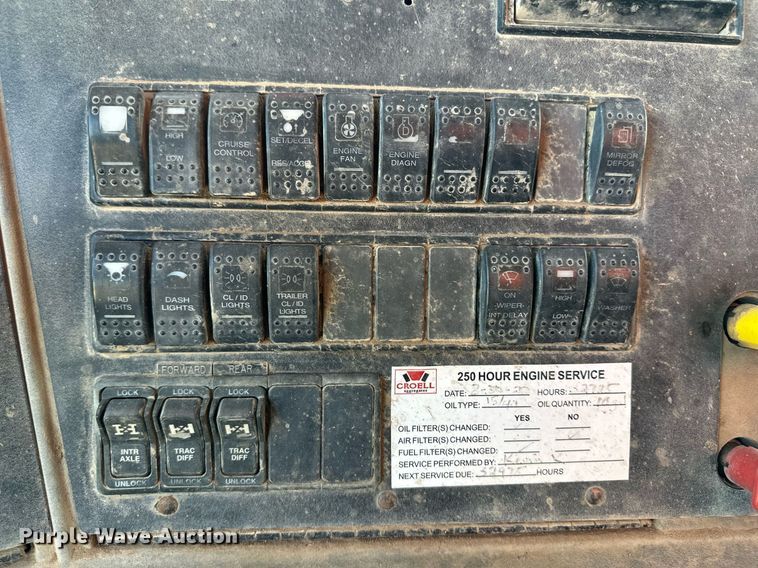 HIGH
LOW
CRUISE
CONTROL
SET/DECEL
RES/ACCEL
ENGINE
FAN
ENGINE
DIAGN
MIRROR
DEFOG
HEAD
LIGHTS
DASH
LIGHTS
CL/ID
LIGHTS
TRAILER
CL/ID
LIGHTS
ON
-WIPER-
INT DELAY
HIGH
LOW
WASHER
FORWARD REAR
LOCK LOCK LOCK
INTR
AXLE
TRAC
DIFF
TRAC
DIFF
UNLOCK UNLOCK UNLOCK
CROELL
250 HOUR ENGINE SERVICE
DATE: HOURS:
OIL TYPE: 15/40 OIL QUANTITY:
YES NO
OIL FILTER(S) CHANGED:
AIR FILTER(S) CHANGED:
FUEL FILTER(S) CHANGED:
SERVICE PERFORMED BY:
NEXT SERVICE DUE: HOURS
Purple Wave Auction